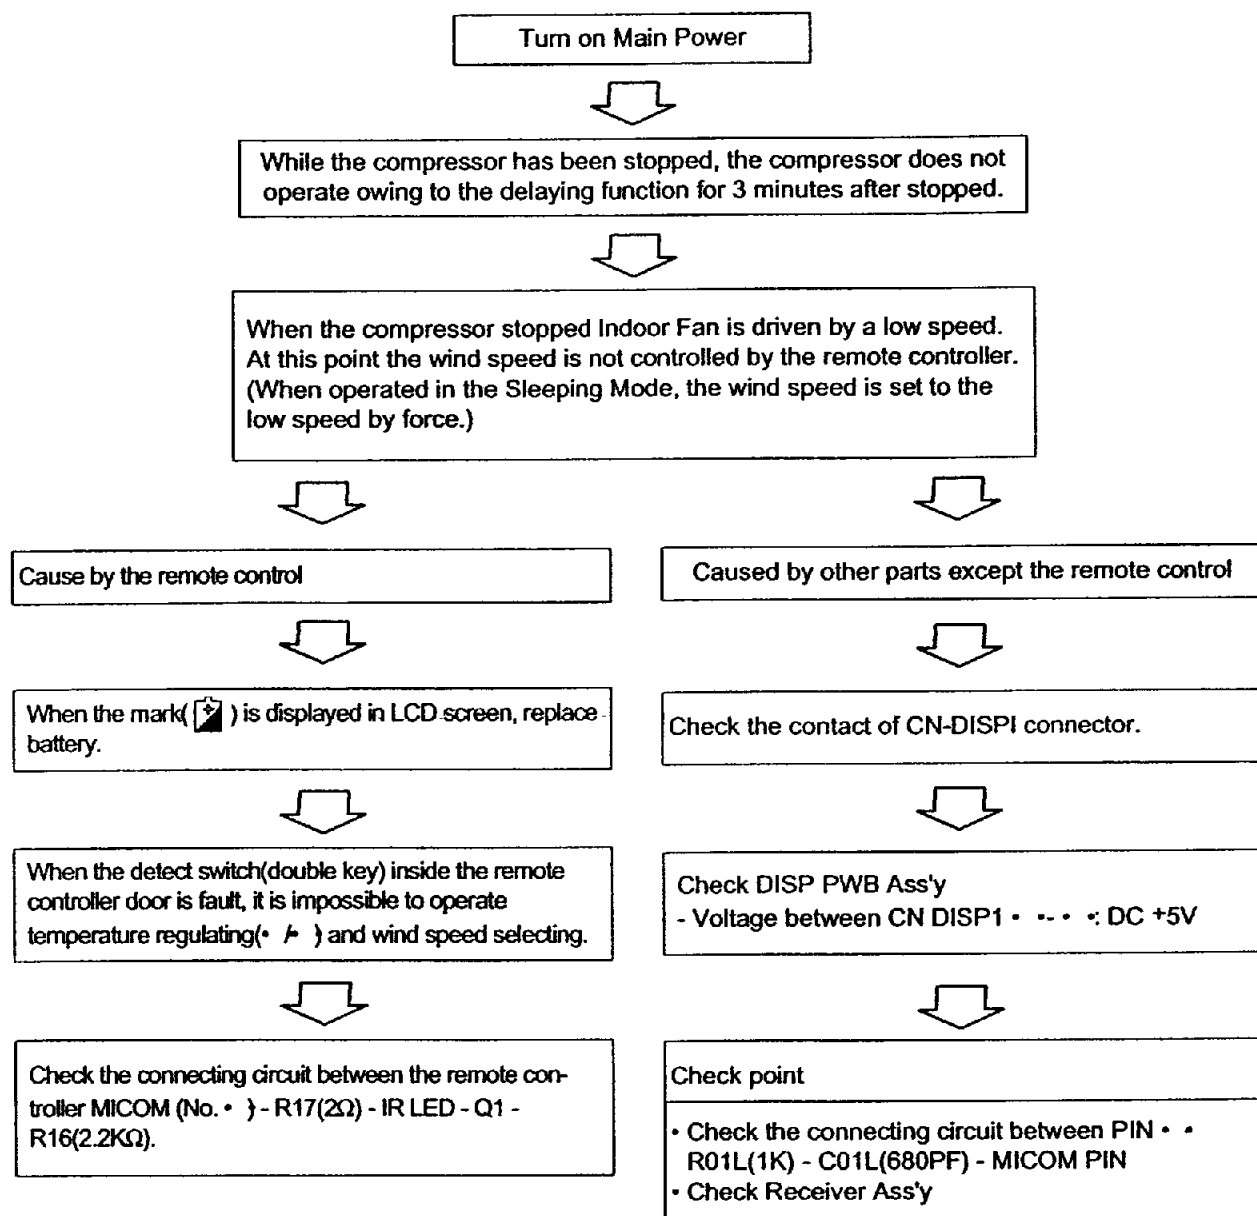 Turn on Main Power
While the compressor has been stopped, the compressor does not
operate owing to the delaying function for 3 minutes after stopped.
When the compressor stopped Indoor Fan is driven by a low speed.
At this point the wind speed is not controlled by the remote controller.
(When operated in the Sleeping Mode, the wind speed is set to the
low speed by force.)
Cause by the remote control
When the mark( ) is displayed in LCD screen, replace
battery.
When the detect switch(double key) inside the remote
controller door is fault, it is impossible to operate
temperature regulating(• /• ) and wind speed selecting.
Check the connecting circuit between the remote con-
troller MICOM (No. • ) - R17(2Ω) - IR LED - Q1 -
R16(2.2KΩ).
Caused by other parts except the remote control
Check the contact of CN-DISPI connector.
Check DISP PWB Ass'y
- Voltage between CN DISP1 • •-• •: DC +5V
Check point
• Check the connecting circuit between PIN • •
R01L(1K) - C01L(680PF) - MICOM PIN
• Check Receiver Ass'y